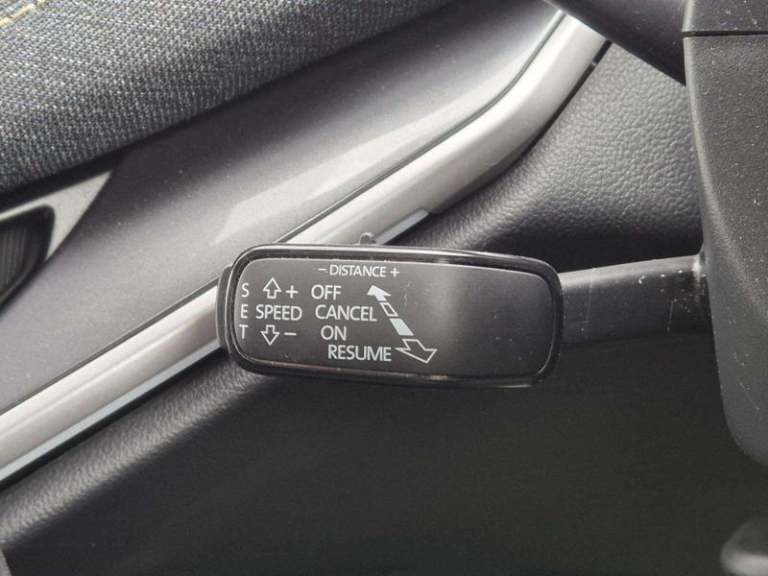 - DISTANCE +
S + OFF
E SPEED CANCEL
T - ON
RESUME